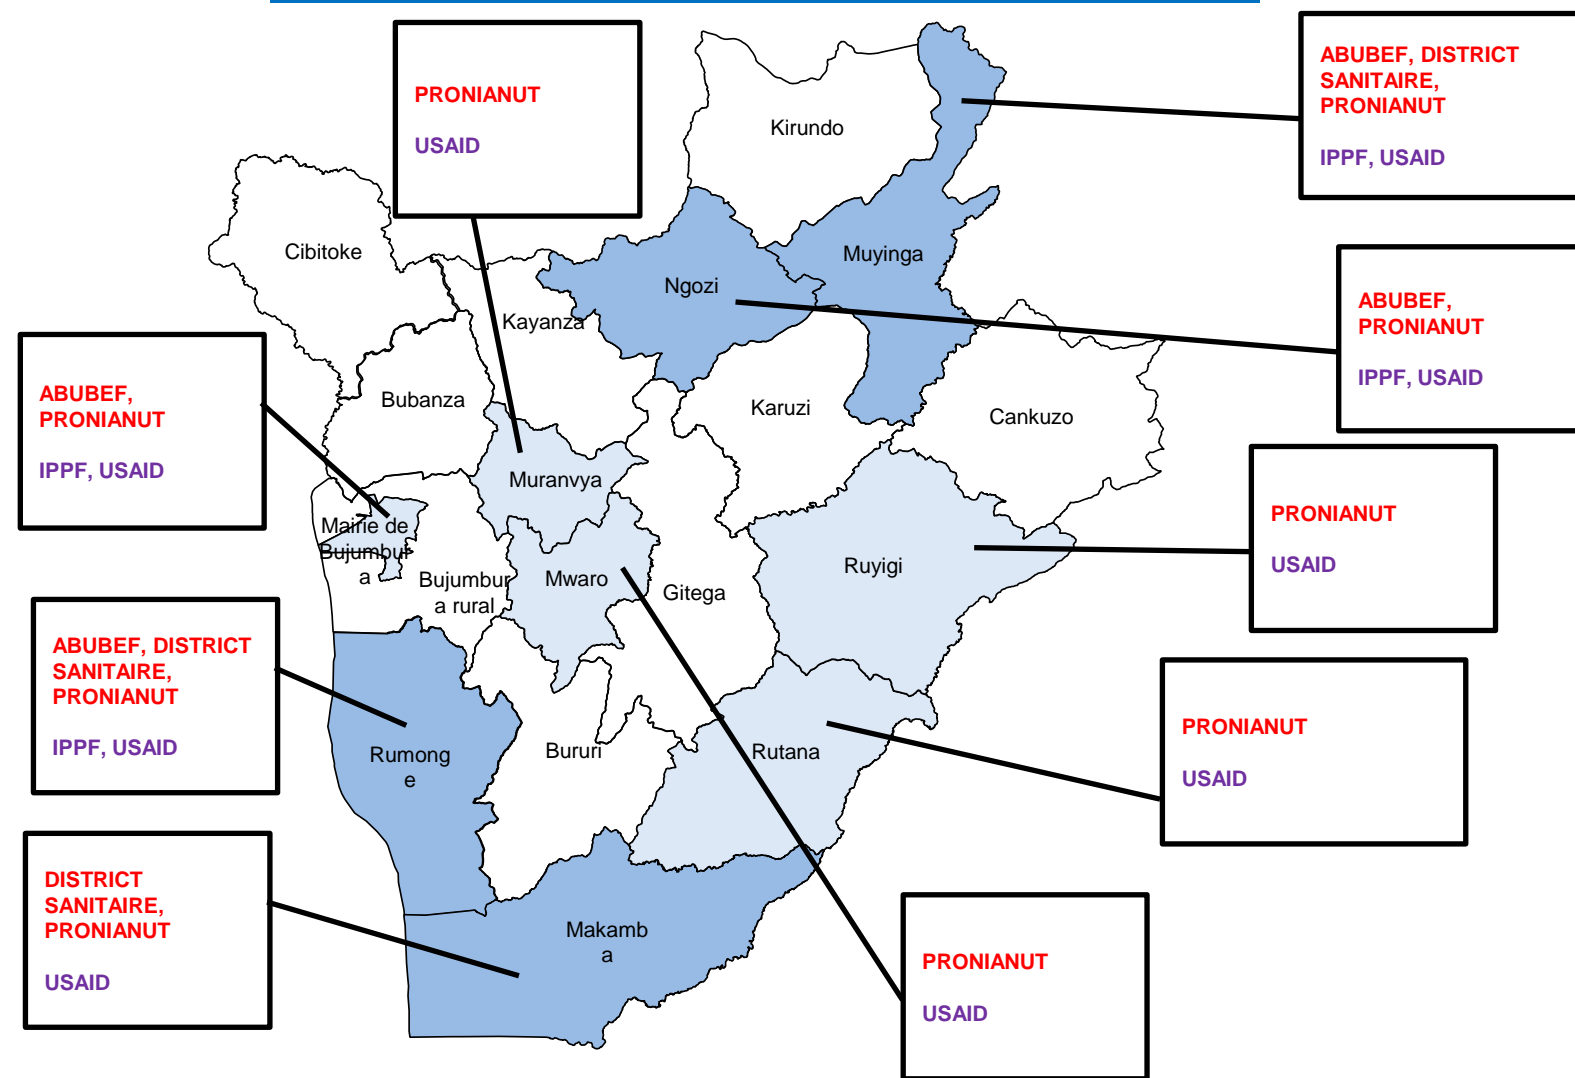 PRONIANUT
USAID
ABUBEF, DISTRICT
SANITAIRE,
PRONIANUT
IPPF, USAID
Kirundo
Cibitoke
Muyinga
Ngozi
Kayanza
ABUBEF,
PRONIANUT
IPPF, USAID
ABUBEF,
PRONIANUT
IPPF, USAID
Bubanza
Karuzi
Cankuzo
Muranvya
Mairie de
Bujumbur
a
Bujumbur
a rural
Mwaro
Gitega
Ruyigi
PRONIANUT
USAID
ABUBEF, DISTRICT
SANITAIRE,
PRONIANUT
IPPF, USAID
Rumong
e
Bururi
Rutana
PRONIANUT
USAID
DISTRICT
SANITAIRE,
PRONIANUT
USAID
Makamb
a
PRONIANUT
USAID